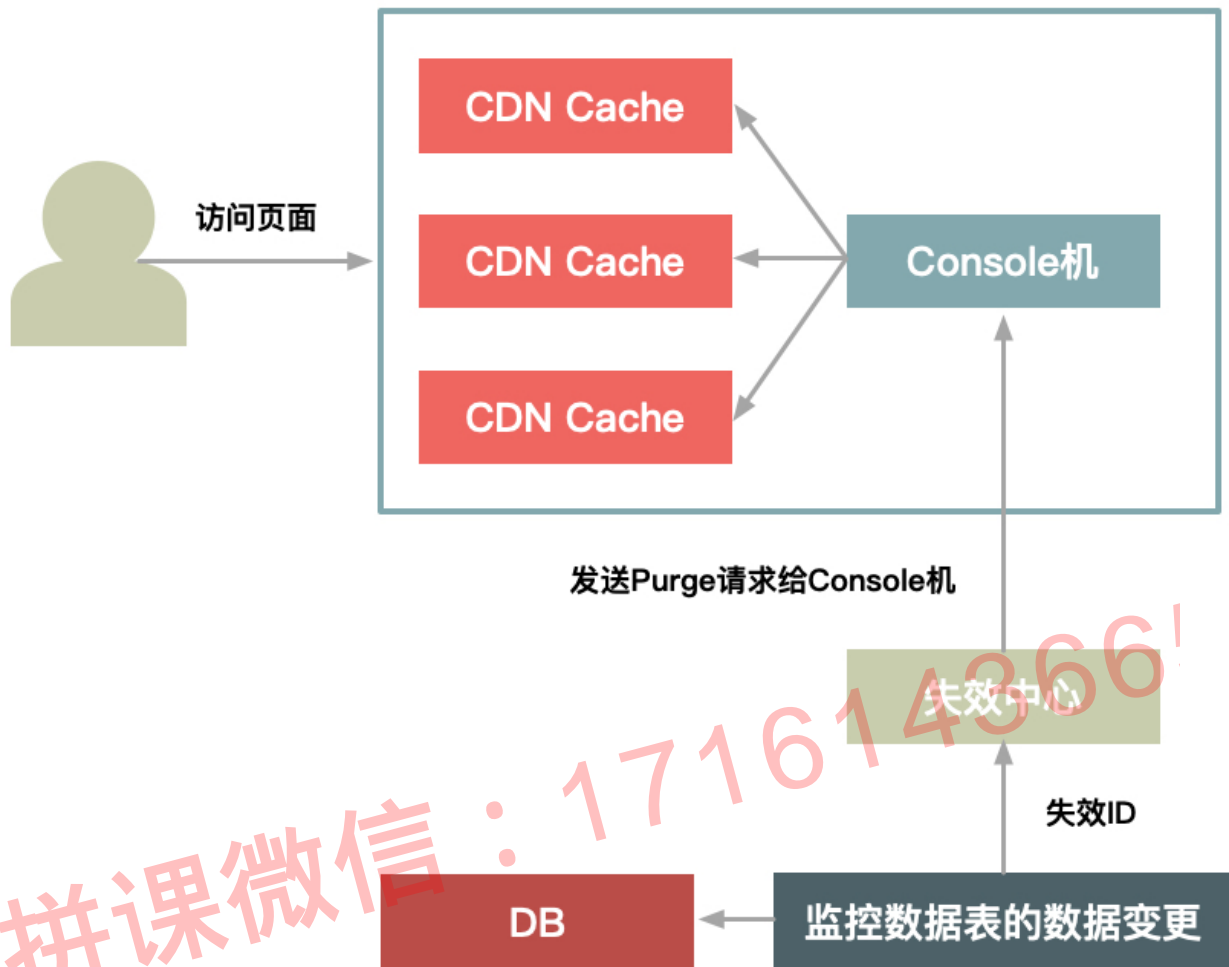 CDN Cache
访问页面
CDN Cache
Console机
CDN Cache
发送Purge请求给Console机
失效中心
失效ID
DB
监控数据表的数据变更
拼课微信：171614366